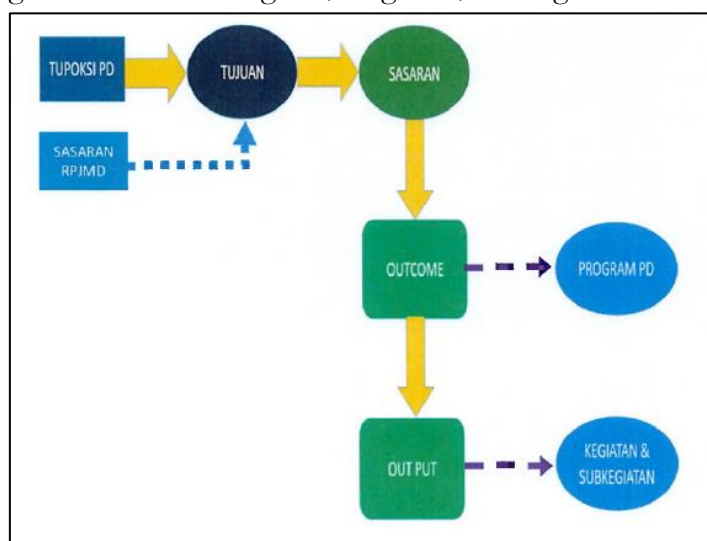 TUPOKSI PD
TUJUAN
SASARAN
SASARAN
RPJMD
OUTCOME
PROGRAM PD
OUT PUT
KEGIATAN &
SUBKEGIATAN